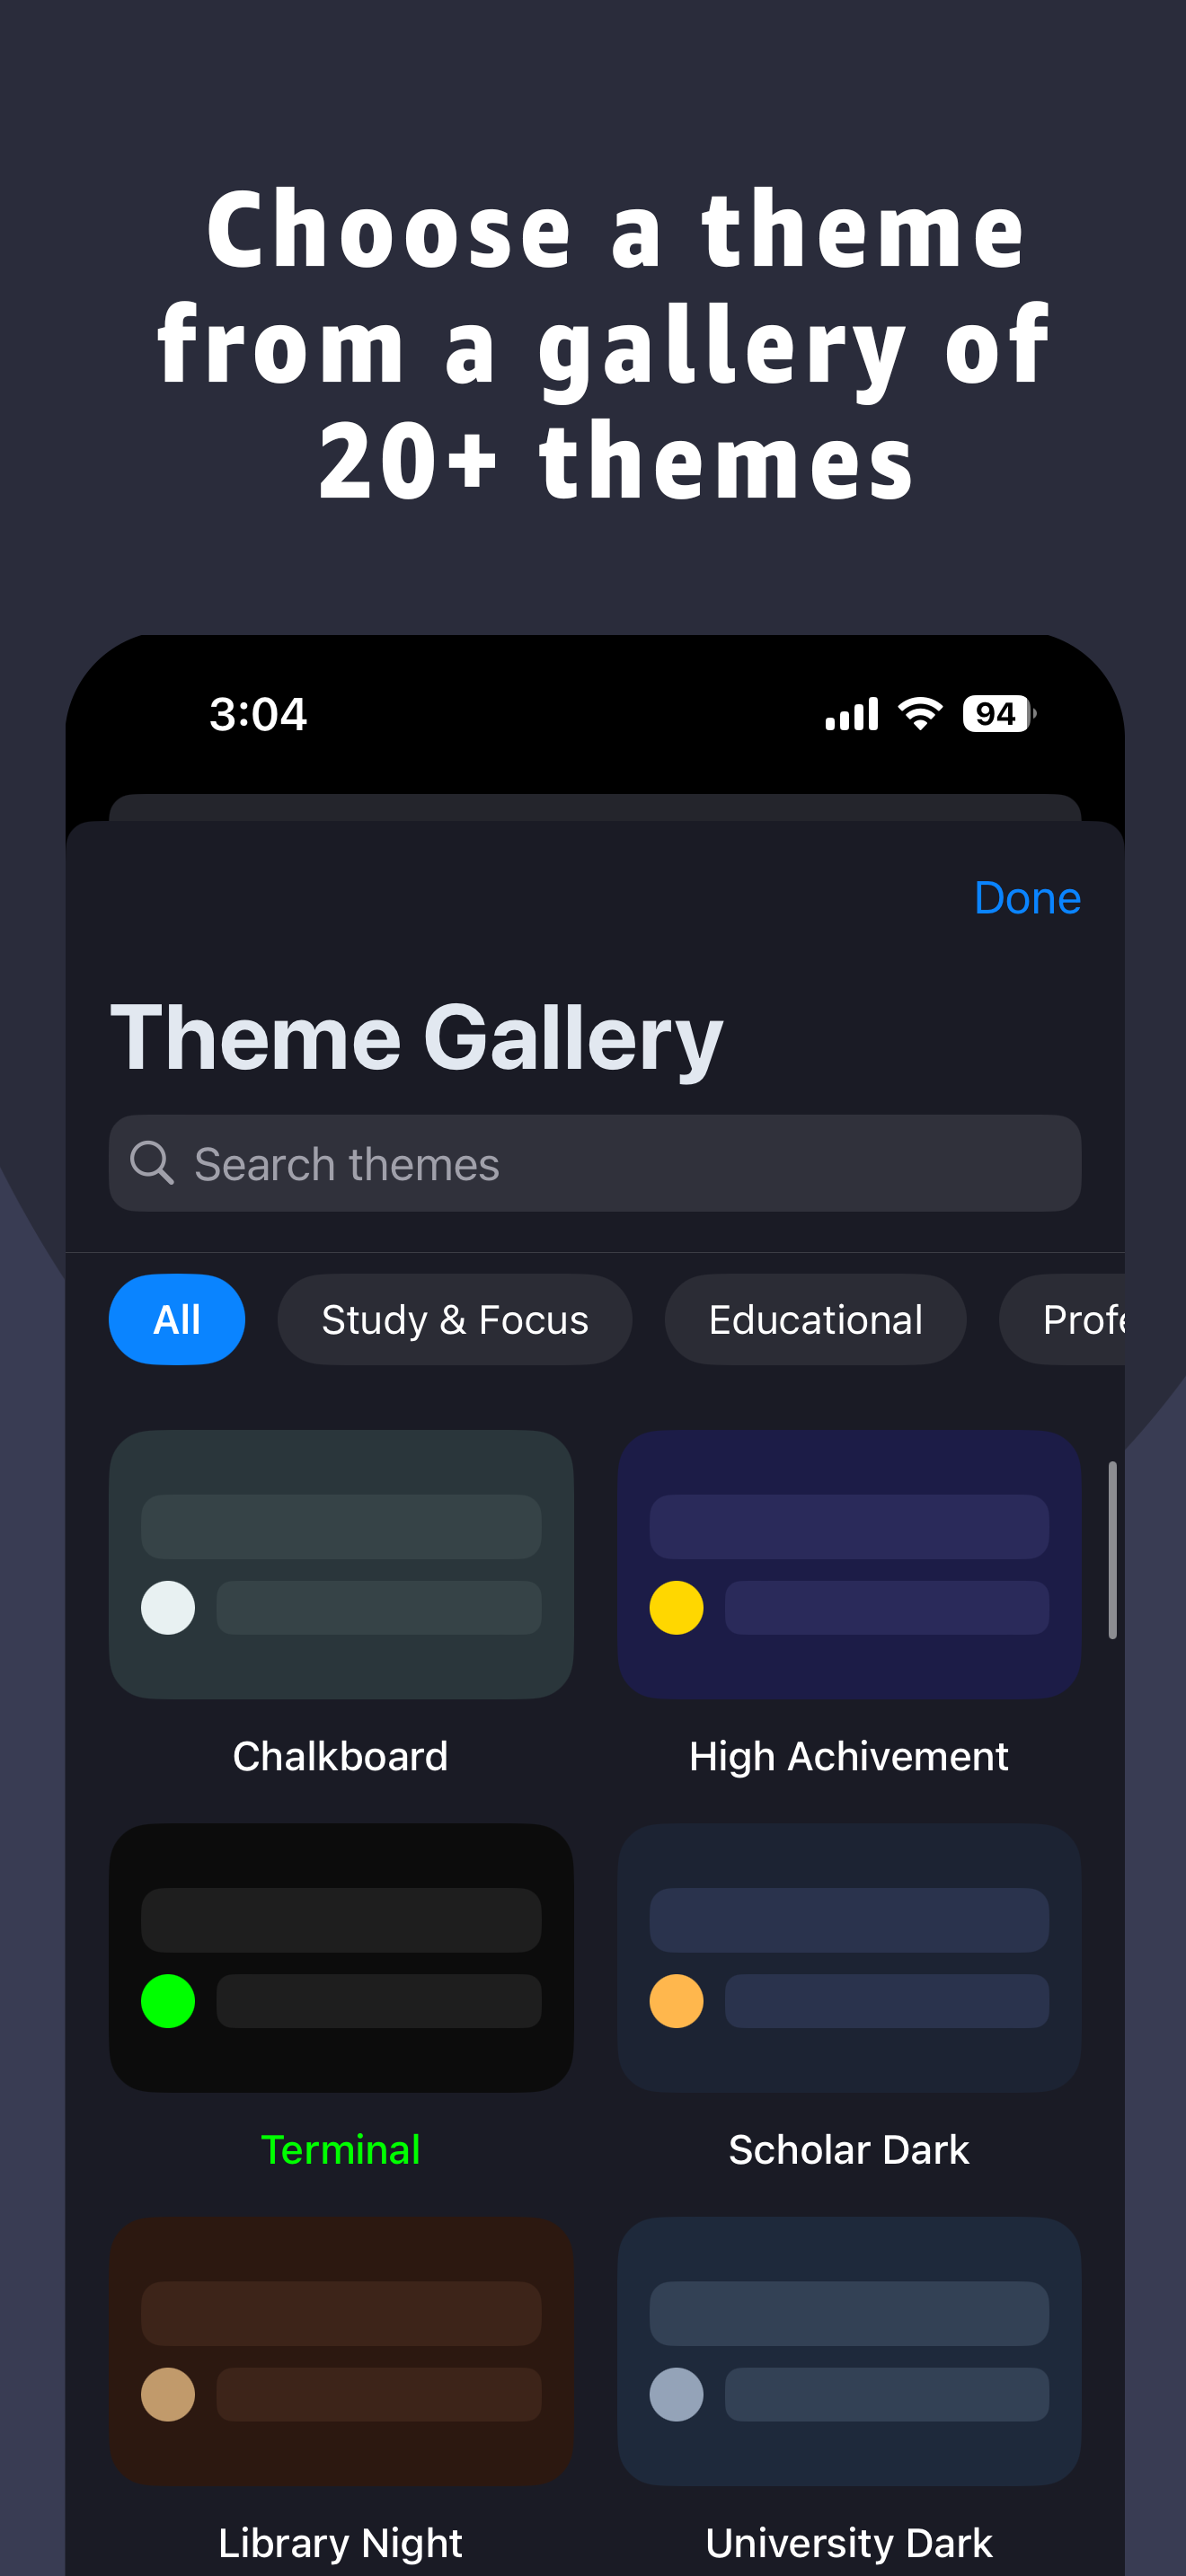 Choose a theme
from a gallery of
20+ themes
3:04
94
Done
Theme Gallery
Search themes
All Study & Focus Educational Profe
Chalkboard High Achivement
Terminal Scholar Dark
Library Night University Dark